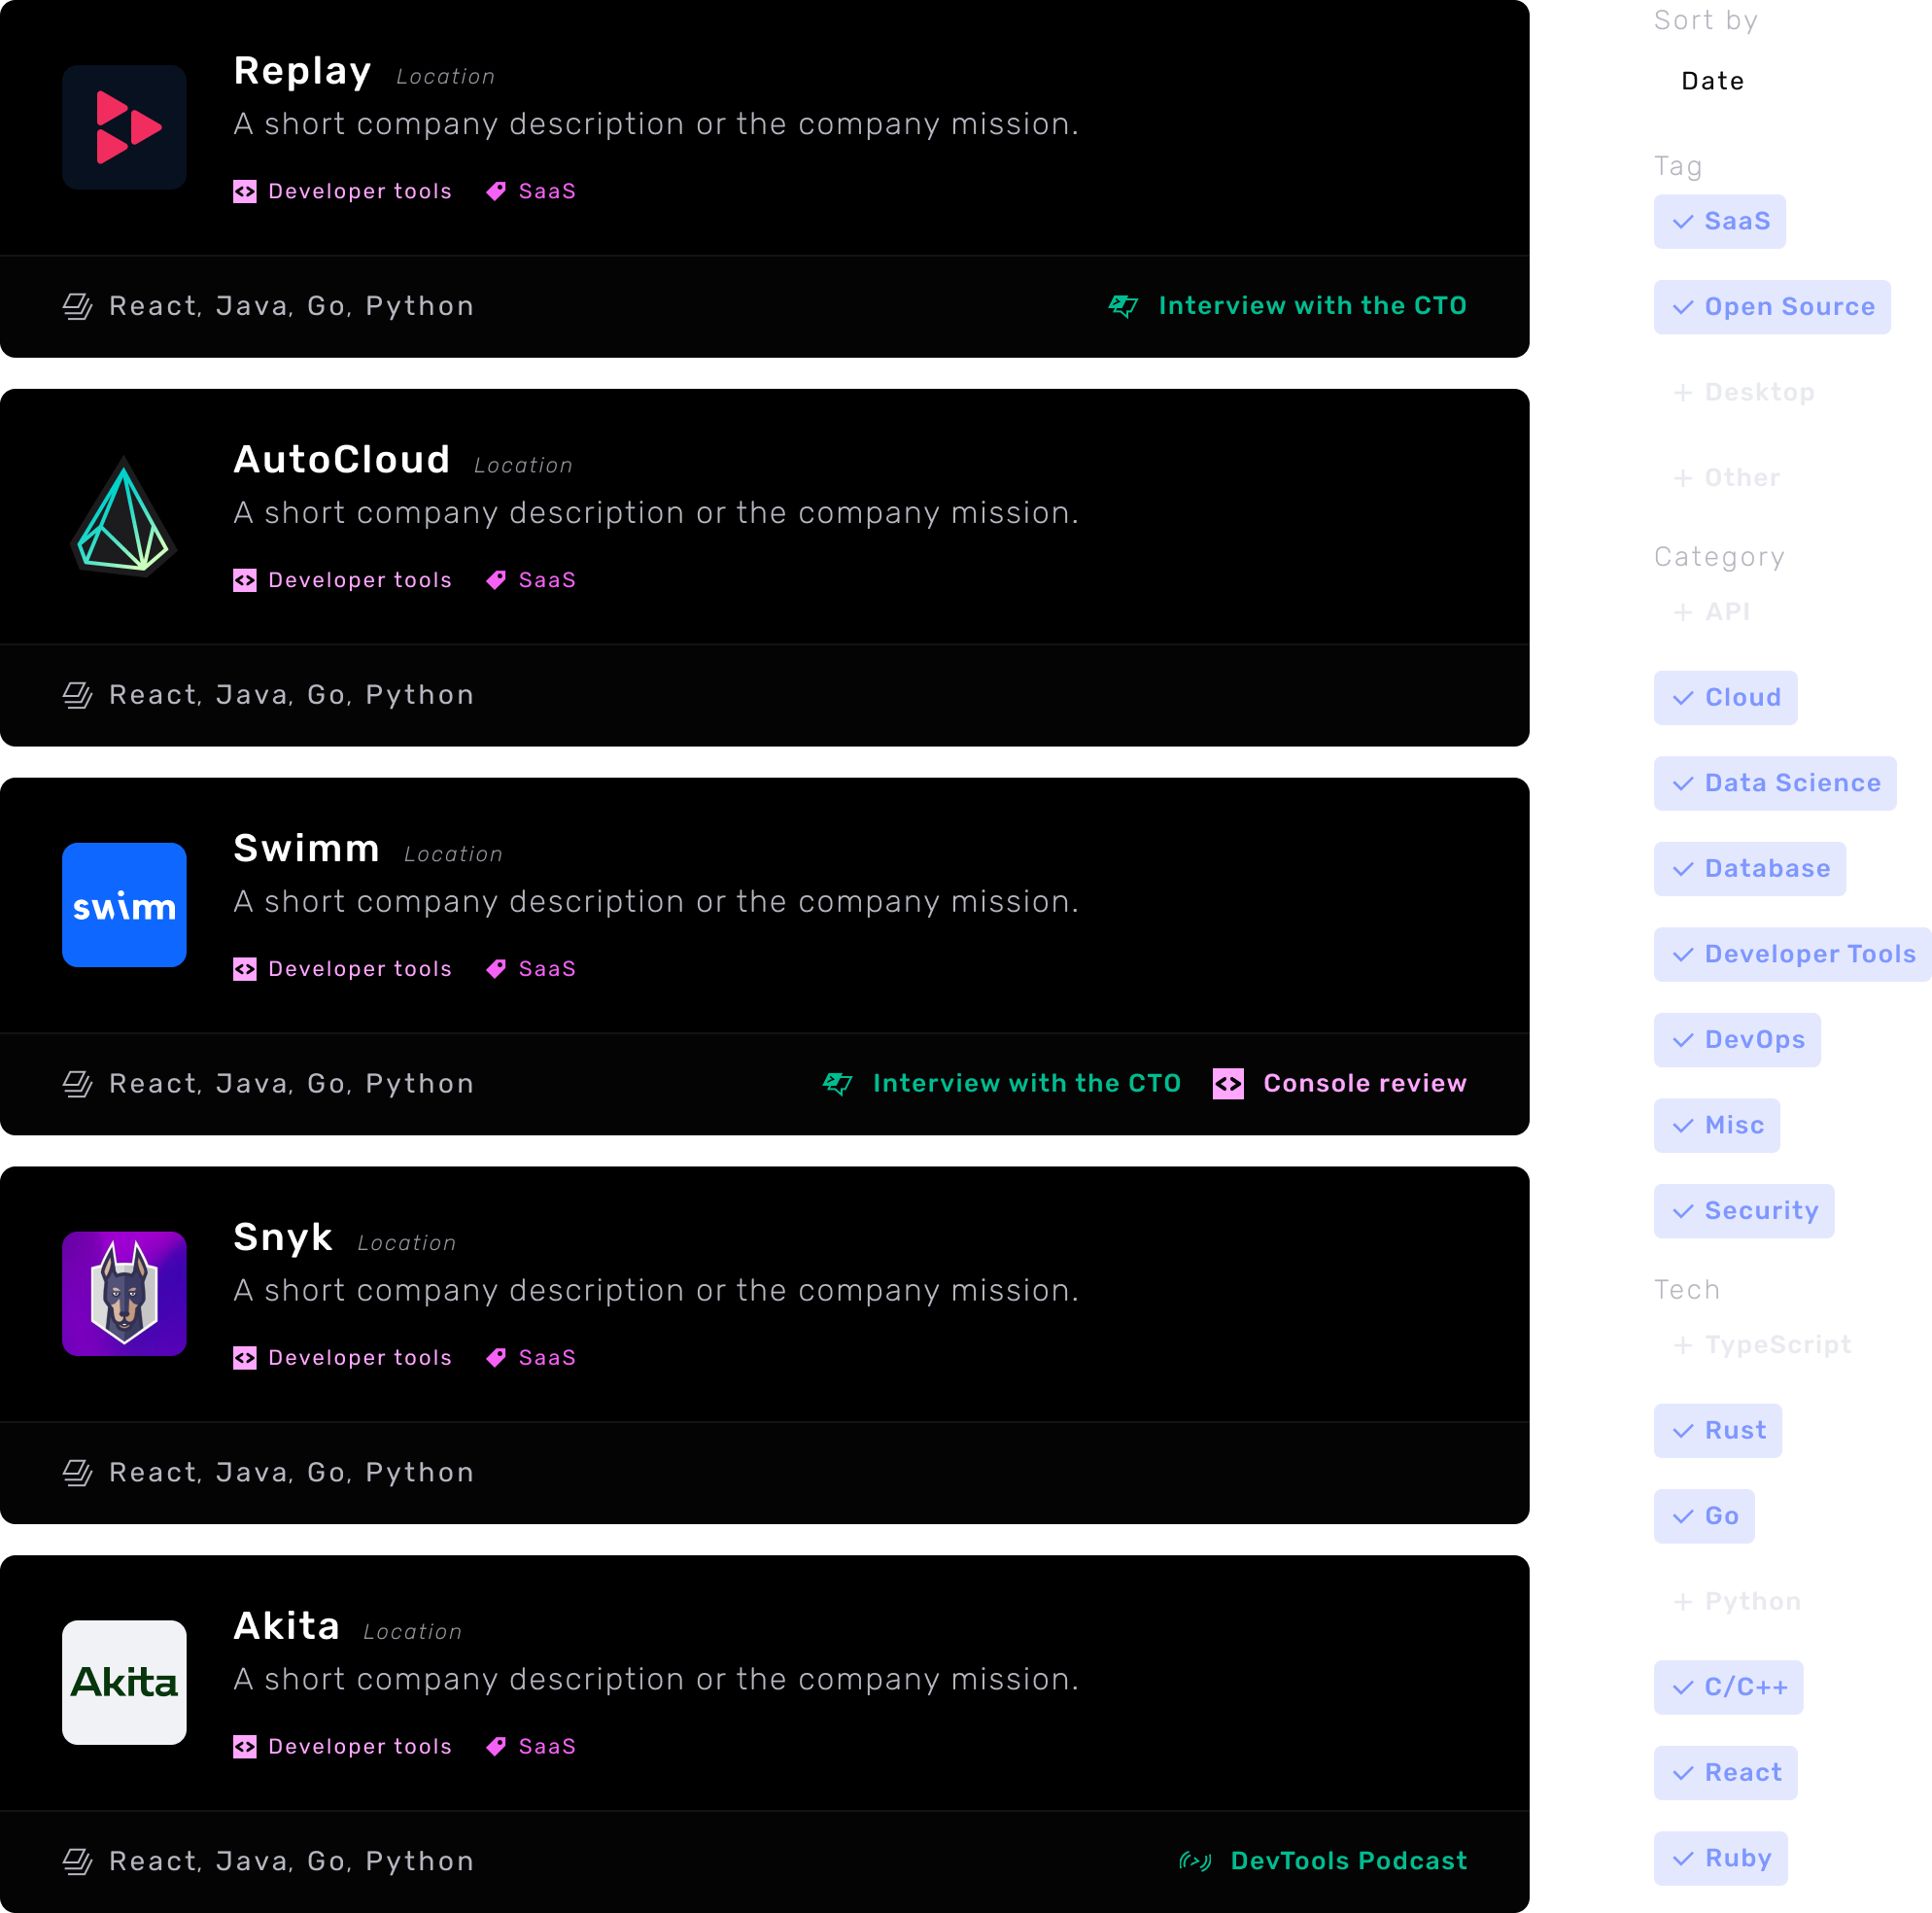 Replay Location
A short company description or the company mission.
Developer tools SaaS
React, Java, Go, Python Interview with the CTO
AutoCloud Location
A short company description or the company mission.
Developer tools SaaS
React, Java, Go, Python
swimm
Swimm Location
A short company description or the company mission.
Developer tools SaaS
React, Java, Go, Python Interview with the CTO Console review
Snyk Location
A short company description or the company mission.
Developer tools SaaS
React, Java, Go, Python
Akita
Akita Location
A short company description or the company mission.
Developer tools SaaS
React, Java, Go, Python DevTools Podcast
Sort by
Date
Tag
SaaS
Open Source
Desktop
Other
Category
API
Cloud
Data Science
Database
Developer Tools
DevOps
Misc
Security
Tech
TypeScript
Rust
Go
Python
C/C++
React
Ruby